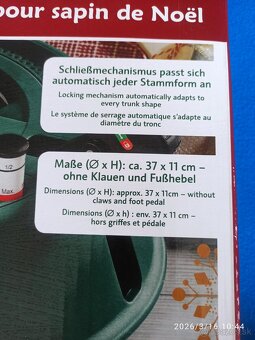 pour sapin de Noël
Schließmechanismus passt sich
automatisch jeder Stammform an
Locking mechanism automatically adapts to
every trunk shape
Le système de serrage automatique s'adapte au
diamètre du tronc
1/2
Max.
Maße (Ø x H): ca. 37 x 11 cm –
ohne Klauen und Fußhebel
Dimensions (Ø x H): approx. 37 x 11cm – without
claws and foot pedal
Dimensions (Ø x h) : env. 37 x 11 cm –
hors griffes et pédale
2026/3/16 10:44